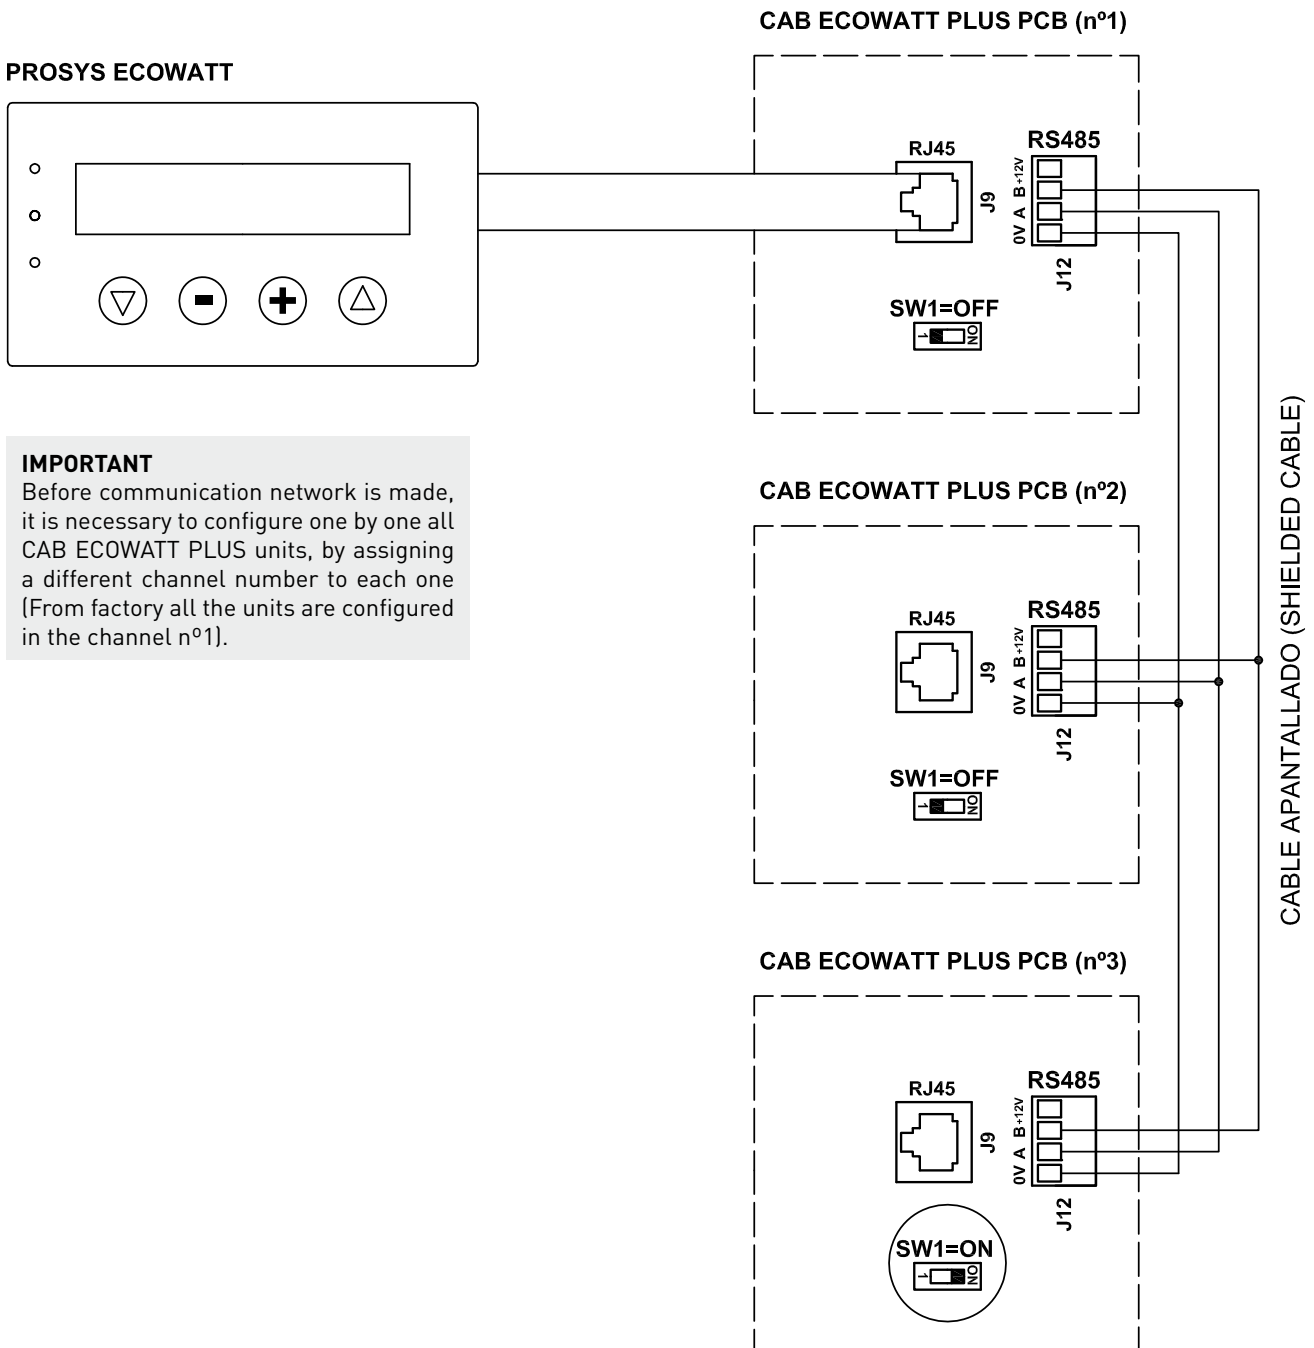 PROSYS ECOWATT
IMPORTANT
Before communication network is made,
it is necessary to configure one by one all
CAB ECOWATT PLUS units, by assigning
a different channel number to each one
(From factory all the units are configured
in the channel nº1).
CAB ECOWATT PLUS PCB (nº1)
RJ45
J9
RS485
0V A B +12V
J12
SW1=OFF
1 ON
CAB ECOWATT PLUS PCB (nº2)
RJ45
J9
RS485
0V A B +12V
J12
SW1=OFF
1 ON
CAB ECOWATT PLUS PCB (nº3)
RJ45
J9
RS485
0V A B +12V
J12
SW1=ON
1 ON
CABLE APANTALLADO (SHIELDED CABLE)